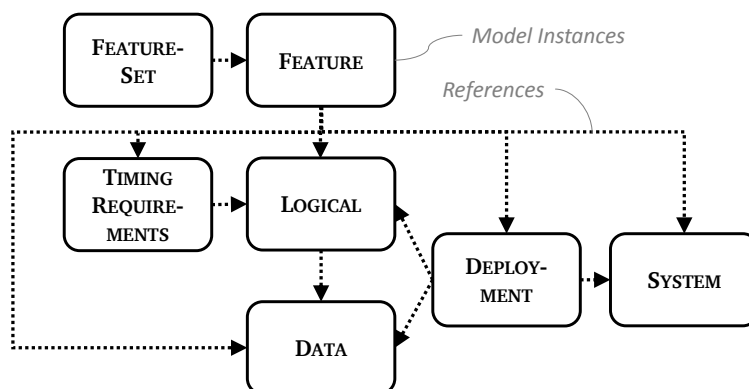 FEATURE-
SET
FEATURE
Model Instances
References
TIMING
REQUIRE-
MENTS
LOGICAL
DEPLOY-
MENT
SYSTEM
DATA